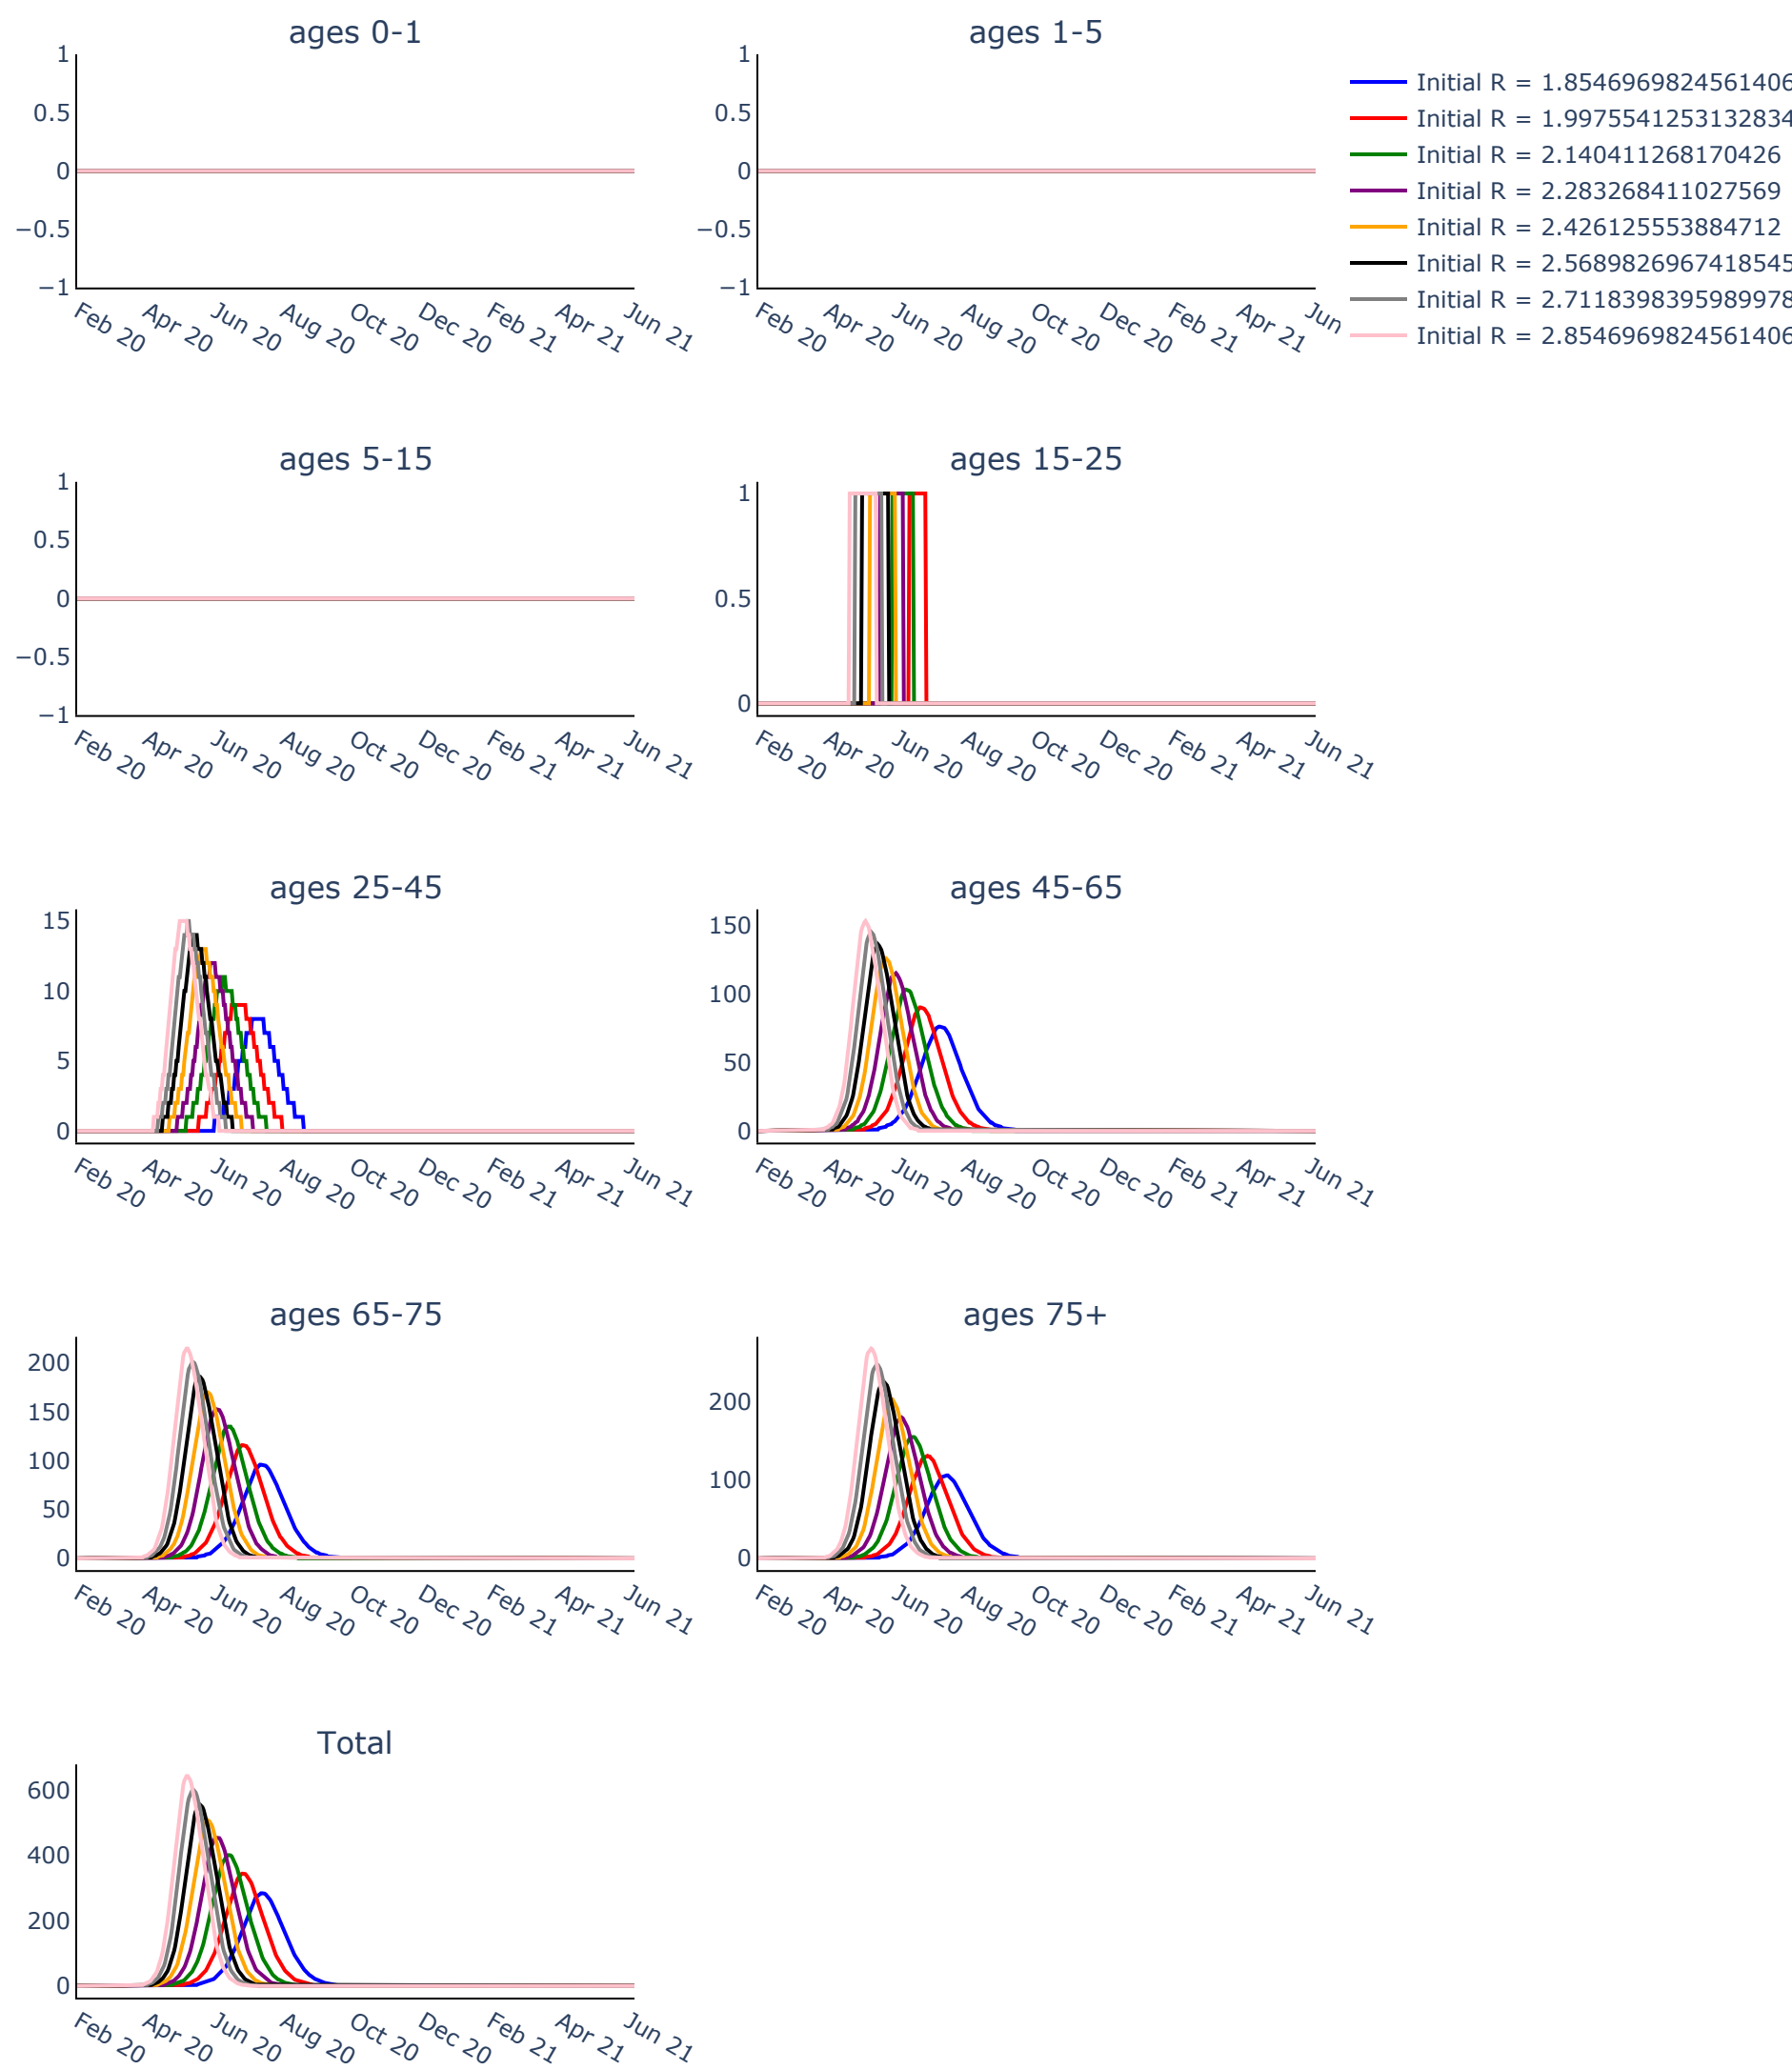 ages 0-1
1
0.5
0
−0.5
−1
Feb 20 Apr 20 Jun 20 Aug 20 Oct 20 Dec 20 Feb 21 Apr 21 Jun 21
ages 1-5
1
0.5
0
−0.5
−1
Feb 20 Apr 20 Jun 20 Aug 20 Oct 20 Dec 20 Feb 21 Apr 21 Jun
Initial R = 1.8546969824561406
Initial R = 1.9975541253132834
Initial R = 2.140411268170426
Initial R = 2.283268411027569
Initial R = 2.426125553884712
Initial R = 2.5689826967418545
Initial R = 2.7118398395989978
Initial R = 2.8546969824561406
ages 5-15
1
0.5
0
−0.5
−1
Feb 20 Apr 20 Jun 20 Aug 20 Oct 20 Dec 20 Feb 21 Apr 21 Jun 21
ages 15-25
1
0.5
0
Feb 20 Apr 20 Jun 20 Aug 20 Oct 20 Dec 20 Feb 21 Apr 21 Jun 21
ages 25-45
15
10
5
0
Feb 20 Apr 20 Jun 20 Aug 20 Oct 20 Dec 20 Feb 21 Apr 21 Jun 21
ages 45-65
150
100
50
0
Feb 20 Apr 20 Jun 20 Aug 20 Oct 20 Dec 20 Feb 21 Apr 21 Jun 21
ages 65-75
200
150
100
50
0
Feb 20 Apr 20 Jun 20 Aug 20 Oct 20 Dec 20 Feb 21 Apr 21 Jun 21
ages 75+
200
100
0
Feb 20 Apr 20 Jun 20 Aug 20 Oct 20 Dec 20 Feb 21 Apr 21 Jun 21
Total
600
400
200
0
Feb 20 Apr 20 Jun 20 Aug 20 Oct 20 Dec 20 Feb 21 Apr 21 Jun 21